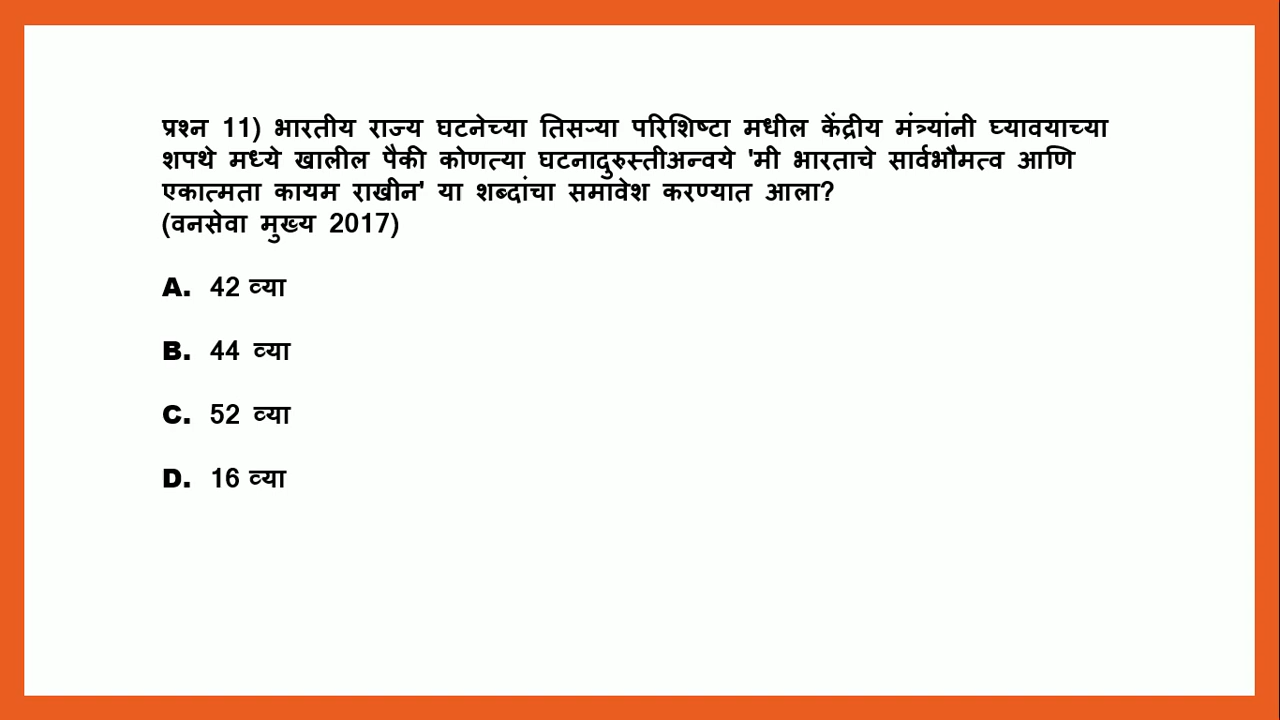 प्रश्न 11) भारतीय राज्य घटनेच्या तिसऱ्या परिशिष्टा मधील केंद्रीय मंत्र्यांनी घ्यावयाच्या
शपथे मध्ये खालील पैकी कोणत्या घटनादुरुस्तीअन्वये 'मी भारताचे सार्वभौमत्व आणि
एकात्मता कायम राखीन' या शब्दांचा समावेश करण्यात आला?
(वनसेवा मुख्य 2017)
A. 42 व्या
B. 44 व्या
C. 52 व्या
D. 16 व्या